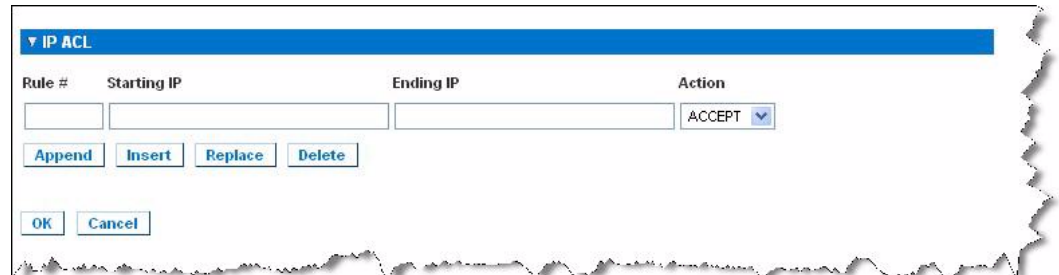 ▼ IP ACL
Rule # Starting IP Ending IP Action
ACCEPT
Append Insert Replace Delete
OK Cancel